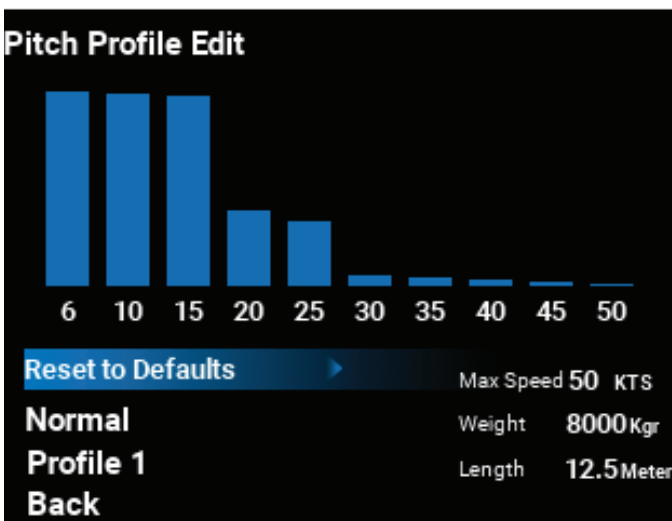 Pitch Profile Edit
6 10 15 20 25 30 35 40 45 50
Reset to Defaults
Max Speed 50 KTS
Normal
Weight 8000 Kgr
Profile 1
Length 12.5 Meter
Back